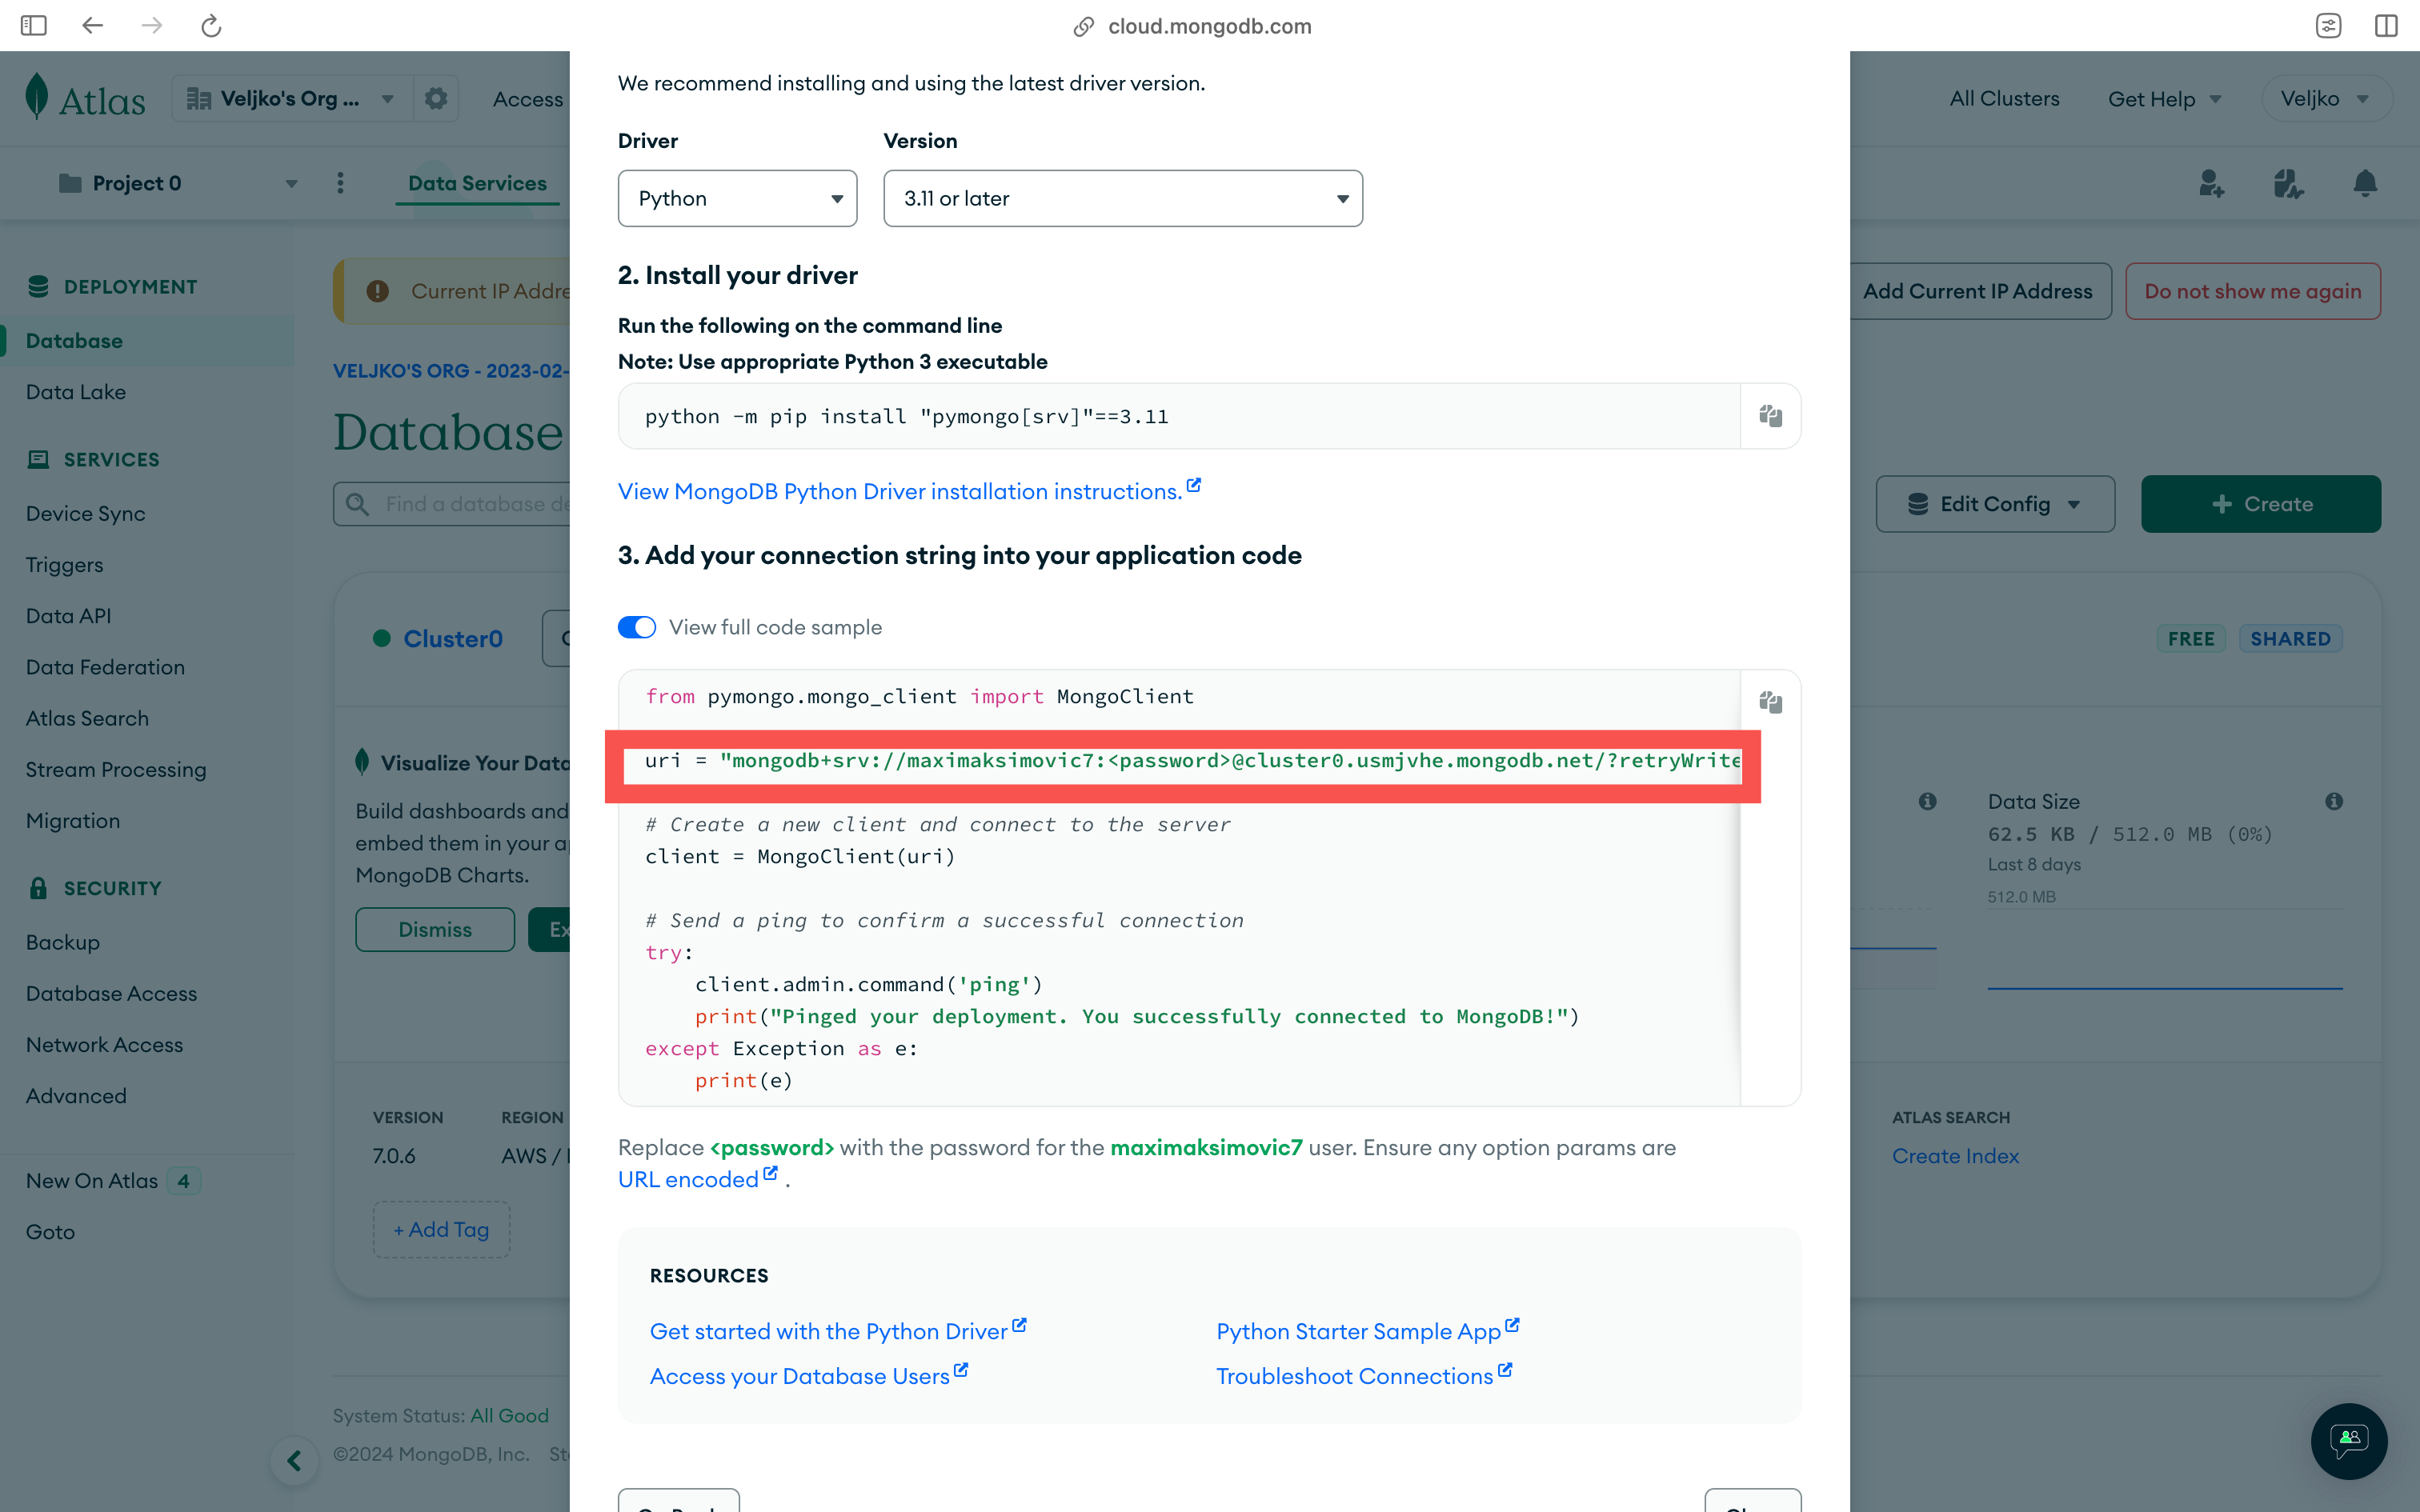 cloud.mongodb.com
Atlas
Veljko's Org ...
Access
All Clusters
Get Help
Veljko
Project 0
Data Services
DEPLOYMENT
Database
Data Lake
SERVICES
Device Sync
Triggers
Data API
Data Federation
Atlas Search
Stream Processing
Migration
SECURITY
Backup
Database Access
Network Access
Advanced
New On Atlas 4
Goto
Current IP Addre
Add Current IP Address
Do not show me again
VELJKO'S ORG - 2023-02-
Database
Find a database de
Edit Config
+ Create
Cluster0
FREE
SHARED
Visualize Your Data
Build dashboards and
embed them in your a
MongoDB Charts.
Dismiss
Ex
VERSION
7.0.6
REGION
AWS /
+ Add Tag
System Status: All Good
©2024 MongoDB, Inc.
We recommend installing and using the latest driver version.
Driver
Version
Python
3.11 or later
2. Install your driver
Run the following on the command line
Note: Use appropriate Python 3 executable
python -m pip install "pymongo[srv]"==3.11
View MongoDB Python Driver installation instructions.
3. Add your connection string into your application code
View full code sample
from pymongo.mongo_client import MongoClient
uri = "mongodb+srv://maximaksimovic7:<password>@cluster0.usmjvhe.mongodb.net/?retryWrite
# Create a new client and connect to the server
client = MongoClient(uri)
# Send a ping to confirm a successful connection
try:
client.admin.command('ping')
print("Pinged your deployment. You successfully connected to MongoDB!")
except Exception as e:
print(e)
Replace <password> with the password for the maximaksimovic7 user. Ensure any option params are
URL encoded .
RESOURCES
Get started with the Python Driver
Python Starter Sample App
Access your Database Users
Troubleshoot Connections
Data Size
62.5 KB / 512.0 MB (0%)
Last 8 days
512.0 MB
ATLAS SEARCH
Create Index